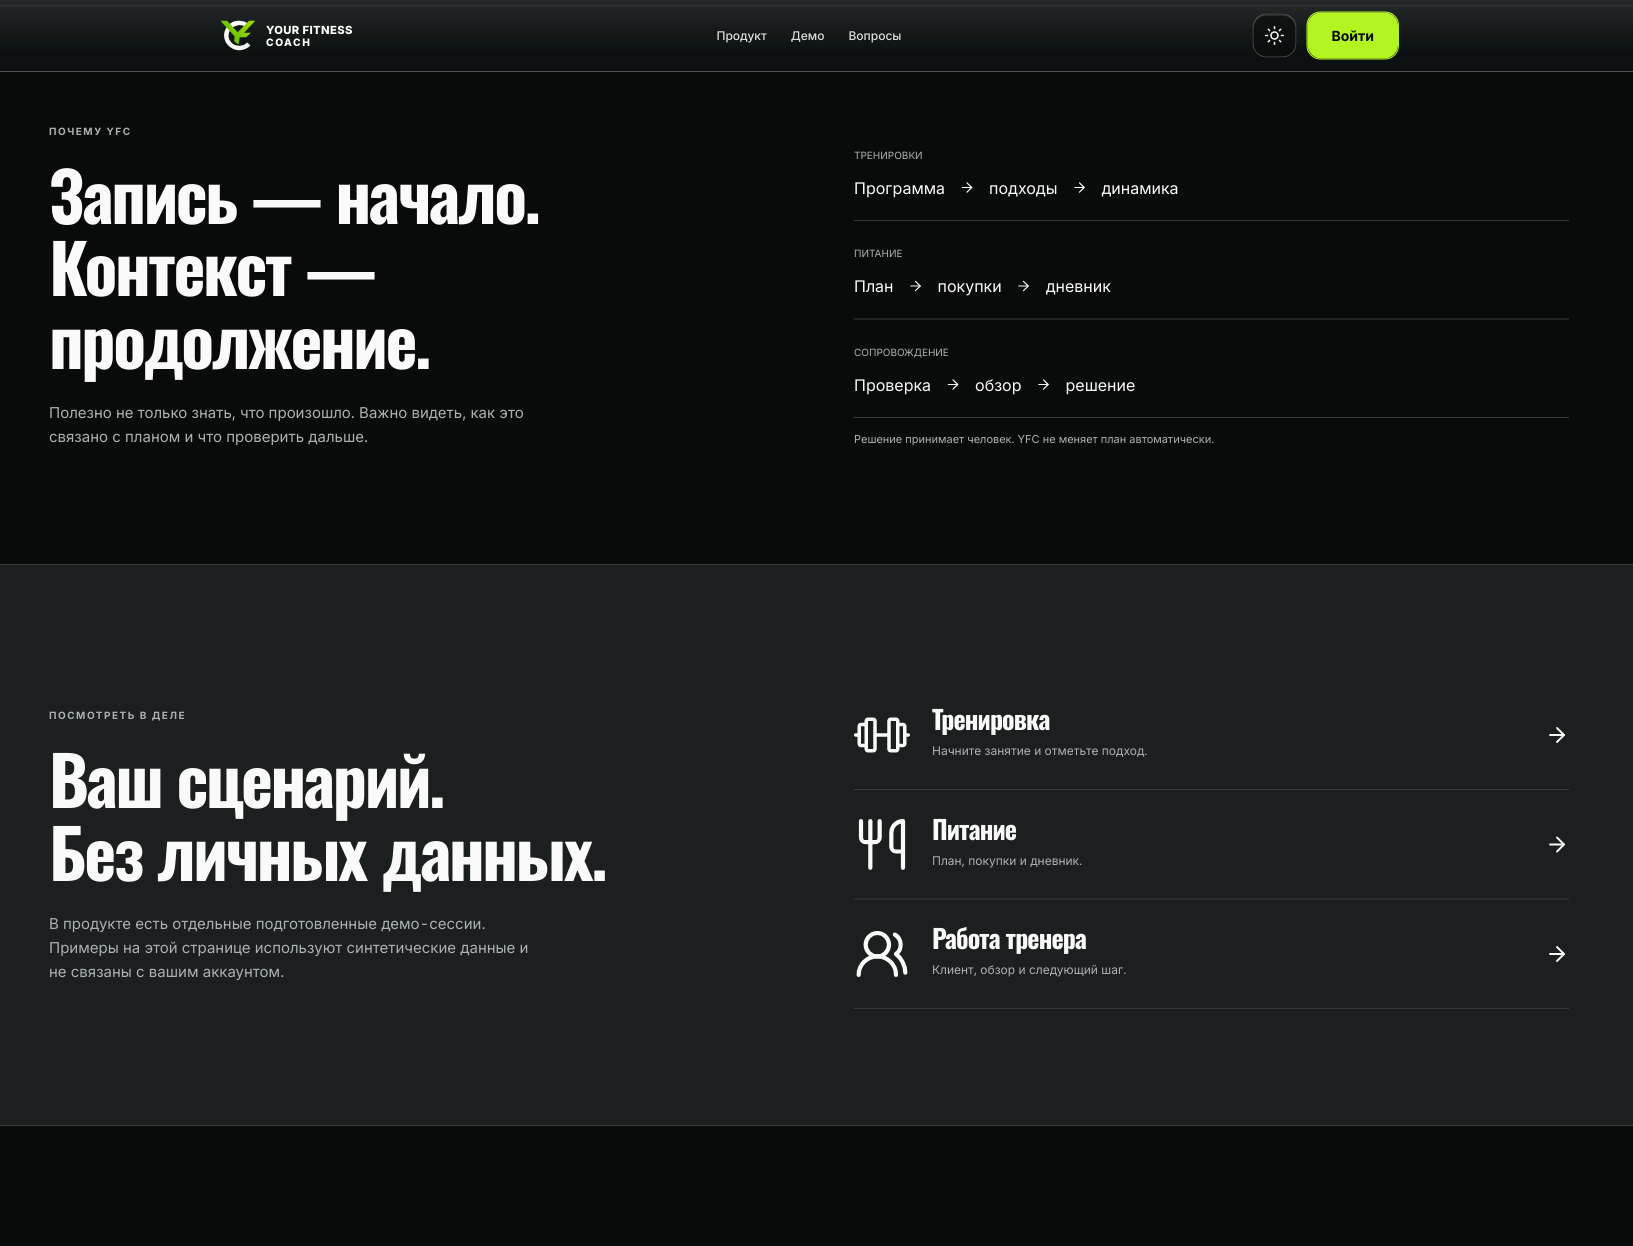 YOUR FITNESS
COACH
Продукт
Демо
Вопросы
Войти
ПОЧЕМУ YFC
Запись — начало.
Контекст —
продолжение.
Полезно не только знать, что произошло. Важно видеть, как это
связано с планом и что проверить дальше.
ТРЕНИРОВКИ
Программа → подходы → динамика
ПИТАНИЕ
План → покупки → дневник
СОПРОВОЖДЕНИЕ
Проверка → обзор → решение
Решение принимает человек. YFC не меняет план автоматически.
ПОСМОТРЕТЬ В ДЕЛЕ
Ваш сценарий.
Без личных данных.
В продукте есть отдельные подготовленные демо-сессии.
Примеры на этой странице используют синтетические данные и
не связаны с вашим аккаунтом.
Тренировка
Начните занятие и отметьте подход.
Питание
План, покупки и дневник.
Работа тренера
Клиент, обзор и следующий шаг.